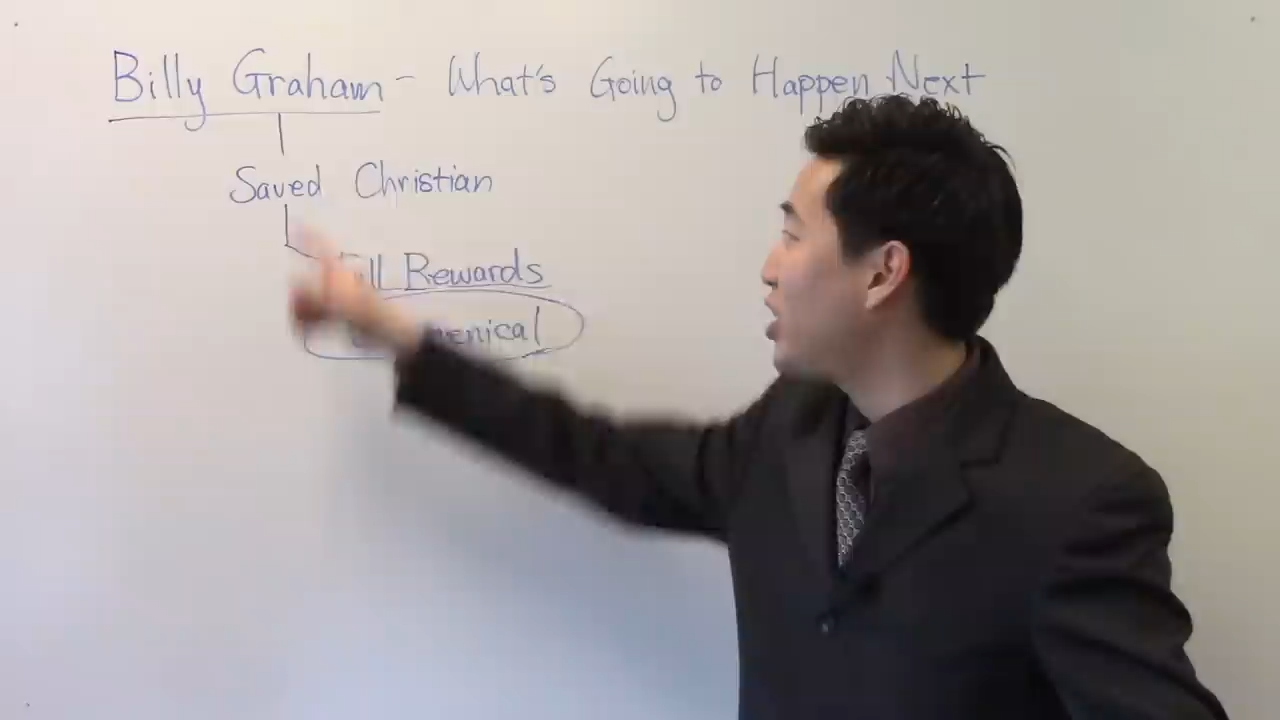 Billy Graham - What's Going to Happen Next
Saved Christian
Rewards